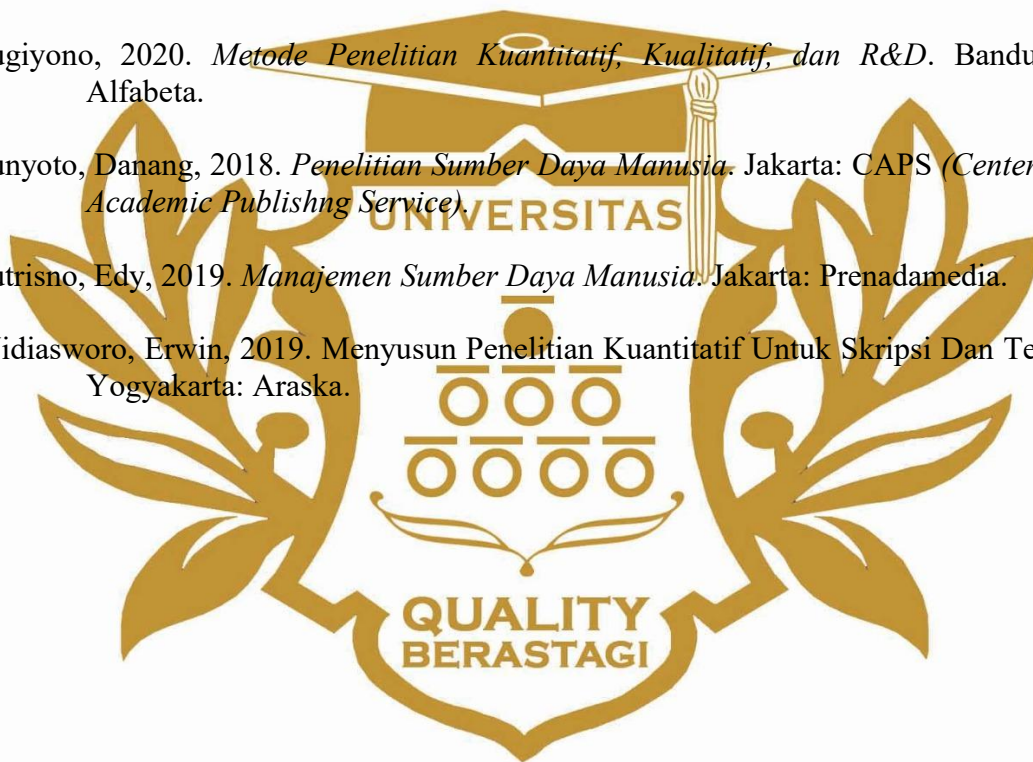 ugiyono, 2020. Metode Penelitian Kuantitatif, Kualitatif, dan R&D. Bandu
Alfabeta.
unyoto, Danang, 2018. Penelitian Sumber Daya Manusia. Jakarta: CAPS (Center
Academic Publishng Service).
UNIVERSITAS
utrisno, Edy, 2019. Manajemen Sumber Daya Manusia. Jakarta: Prenadamedia.
idiasworo, Erwin, 2019. Menyusun Penelitian Kuantitatif Untuk Skripsi Dan Te
Yogyakarta: Araska.
QUALITY
BERASTAGI